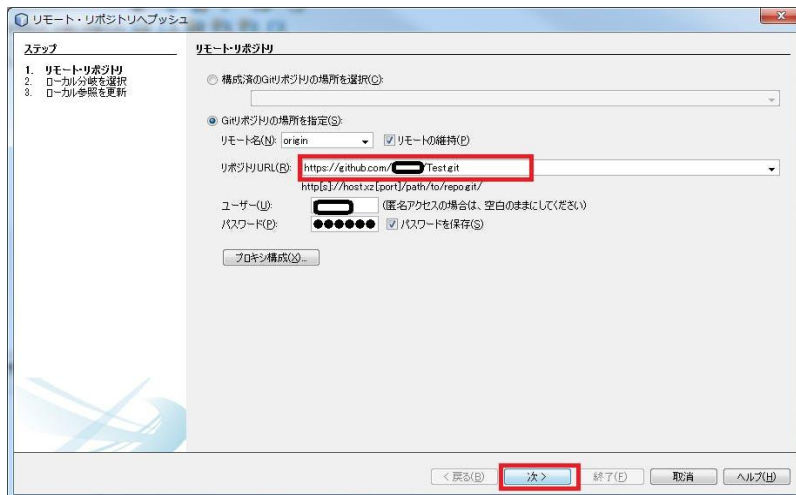 リモート・リポジトリへプッシュ
ステップ
1. リモート・リポジトリ
2. ローカル分岐を選択
3. ローカル参照を更新
リモート・リポジトリ
構成済のGitリポジトリの場所を選択(C):
Gitリポジトリの場所を指定(S):
リモート名(N): origin リモートの維持(P)
リポジトリURL(R): https://github.com/ /Test.git
http[s]://host.xz[:port]/path/to/repo.git/
ユーザー(U): (匿名アクセスの場合は、空白のままにしてください)
パスワード(P): ●●●●●● パスワードを保存(S)
プロキシ構成(X)...
< 戻る(B) 次 > 終了(F) 取消 ヘルプ(H)